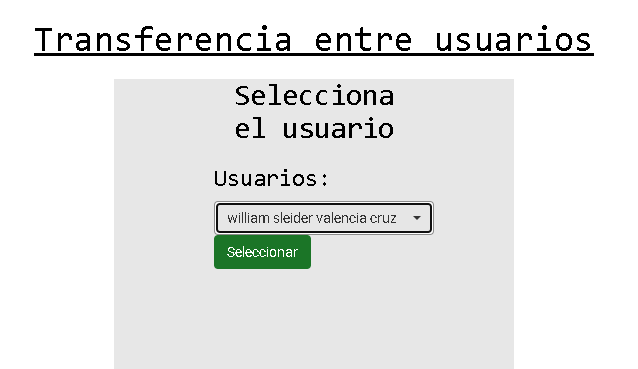 Transferencia entre usuarios
Selecciona
el usuario
Usuarios:
william sleider valencia cruz
Seleccionar